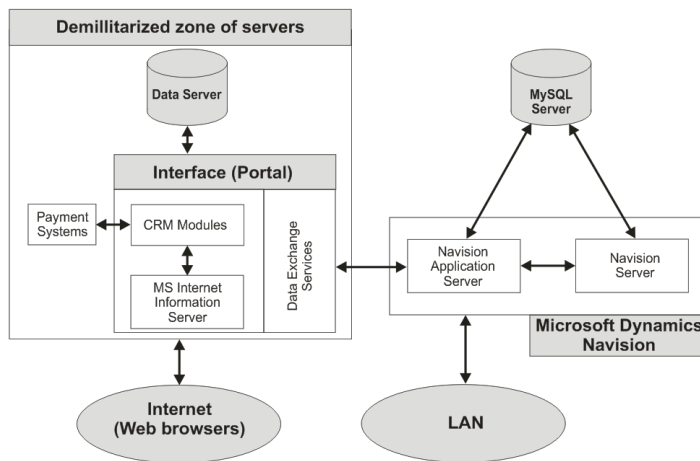 Demillitarized zone of servers
Data Server
MySQL
Server
Interface (Portal)
Payment
Systems
CRM Modules
MS Internet
Information
Server
Data Exchange
Services
Navision
Application
Server
Navision
Server
Microsoft Dynamics
Navision
Internet
(Web browsers)
LAN